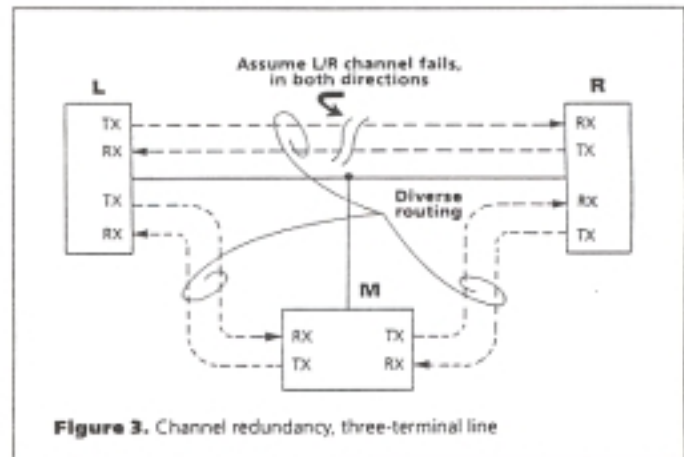 Assume L/R channel fails,
in both directions
L
R
TX
RX
RX
TX
TX
RX
Diverse
routing
RX
TX
M
RX
TX
TX
RX
Figure 3. Channel redundancy, three-terminal line